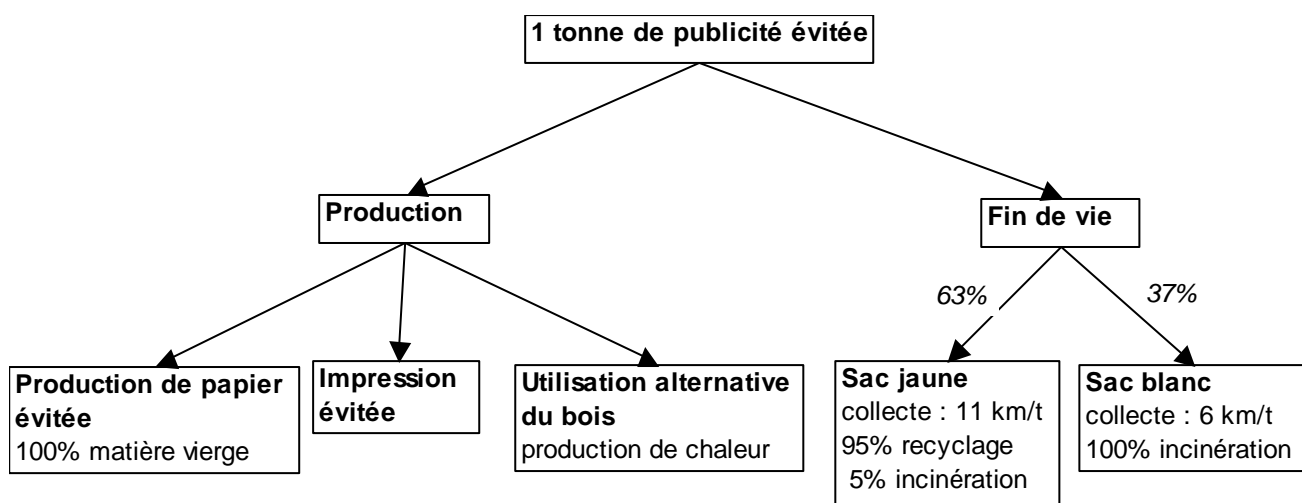 1 tonne de publicité évitée
Production
Fin de vie
63%
37%
Production de papier
évitée
100% matière vierge
Impression
évitée
Utilisation alternative
du bois
production de chaleur
Sac jaune
collecte : 11 km/t
95% recyclage
5% incinération
Sac blanc
collecte : 6 km/t
100% incinération